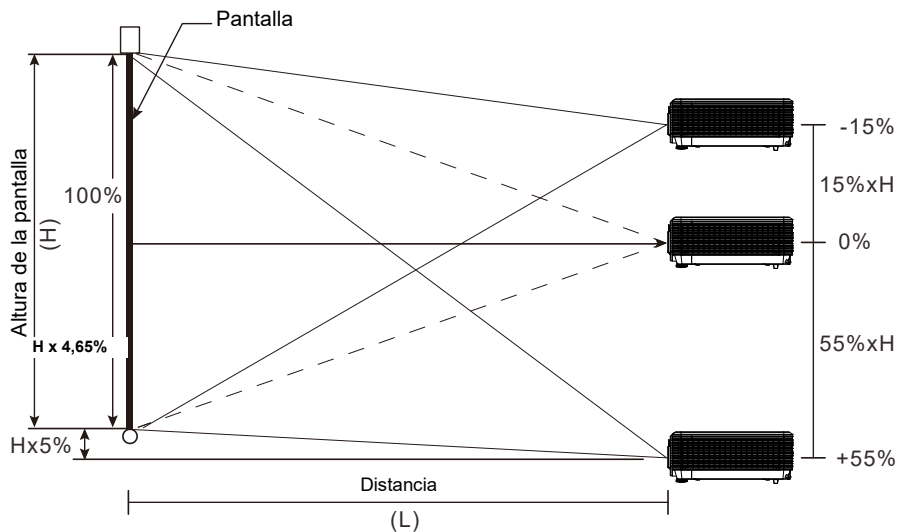 Pantalla
-15%
15%xH
100%
Altura de la pantalla
(H)
0%
H x 4,65%
55%xH
Hx5%
+55%
Distancia
(L)